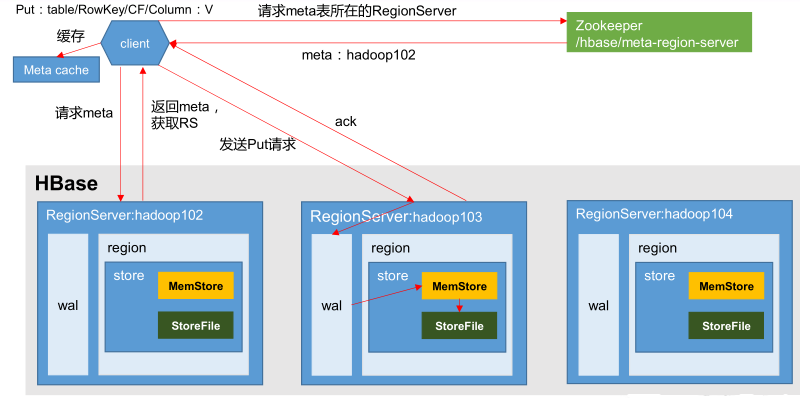 Put：table/RowKey/CF/Column：V
请求meta表所在的RegionServer
Zookeeper
/hbase/meta-region-server
缓存
client
meta：hadoop102
Meta cache
请求meta
返回meta，
获取RS
ack
发送Put请求
HBase
RegionServer:hadoop102
region
store
MemStore
wal
StoreFile
RegionServer:hadoop103
region
store
MemStore
wal
StoreFile
RegionServer:hadoop104
region
store
MemStore
wal
StoreFile